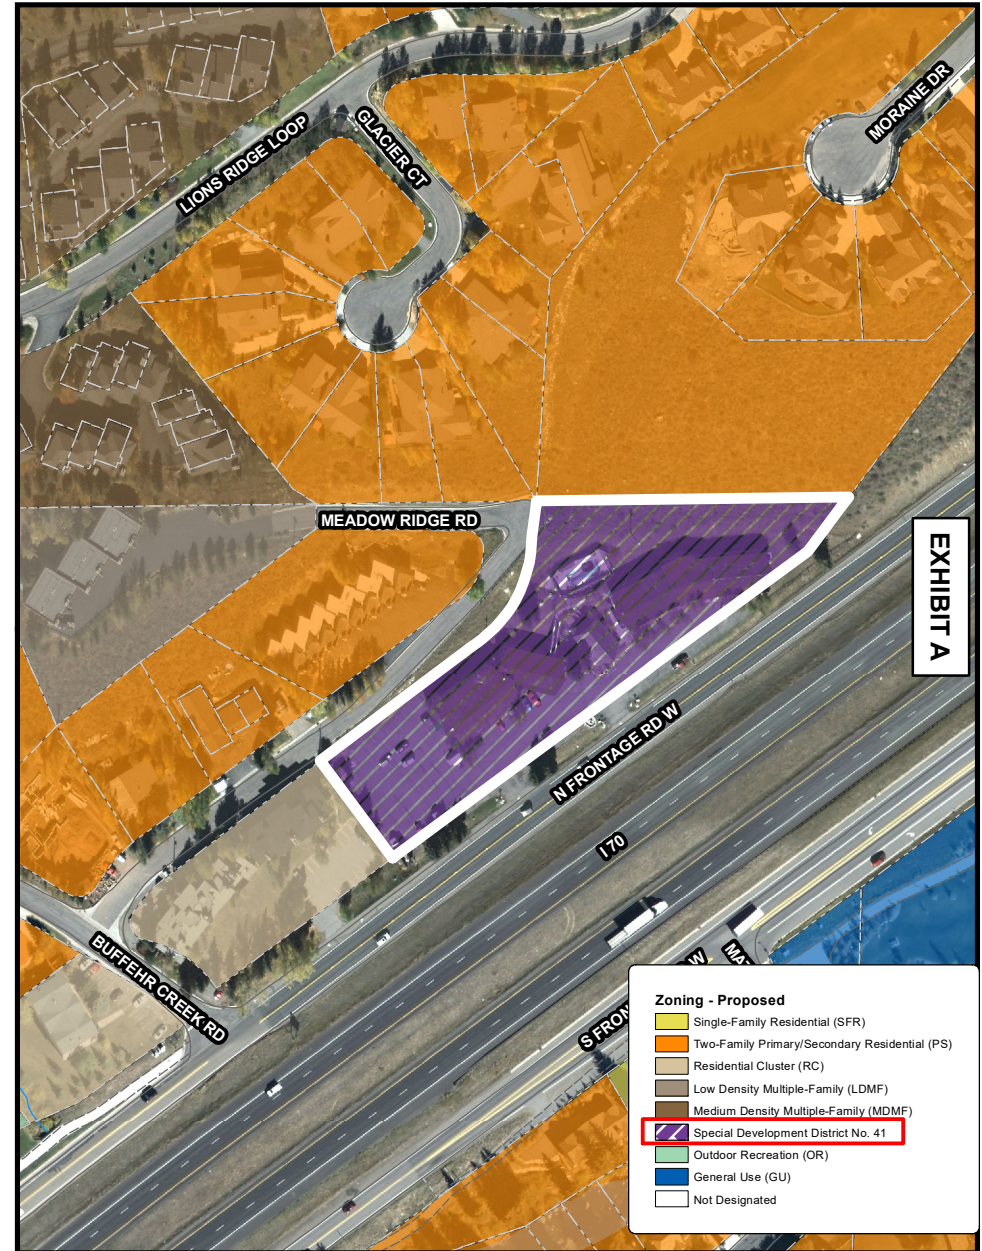 LIONS RIDGE LOOP
GLACIER CT
MORAINE DR
MEADOW RIDGE RD
EXHIBIT A
N FRONTAGE RD W
I 70
BUFFEHR CREEK RD
S FRON
D W
MA
Zoning - Proposed
Single-Family Residential (SFR)
Two-Family Primary/Secondary Residential (PS)
Residential Cluster (RC)
Low Density Multiple-Family (LDMF)
Medium Density Multiple-Family (MDMF)
Special Development District No. 41
Outdoor Recreation (OR)
General Use (GU)
Not Designated